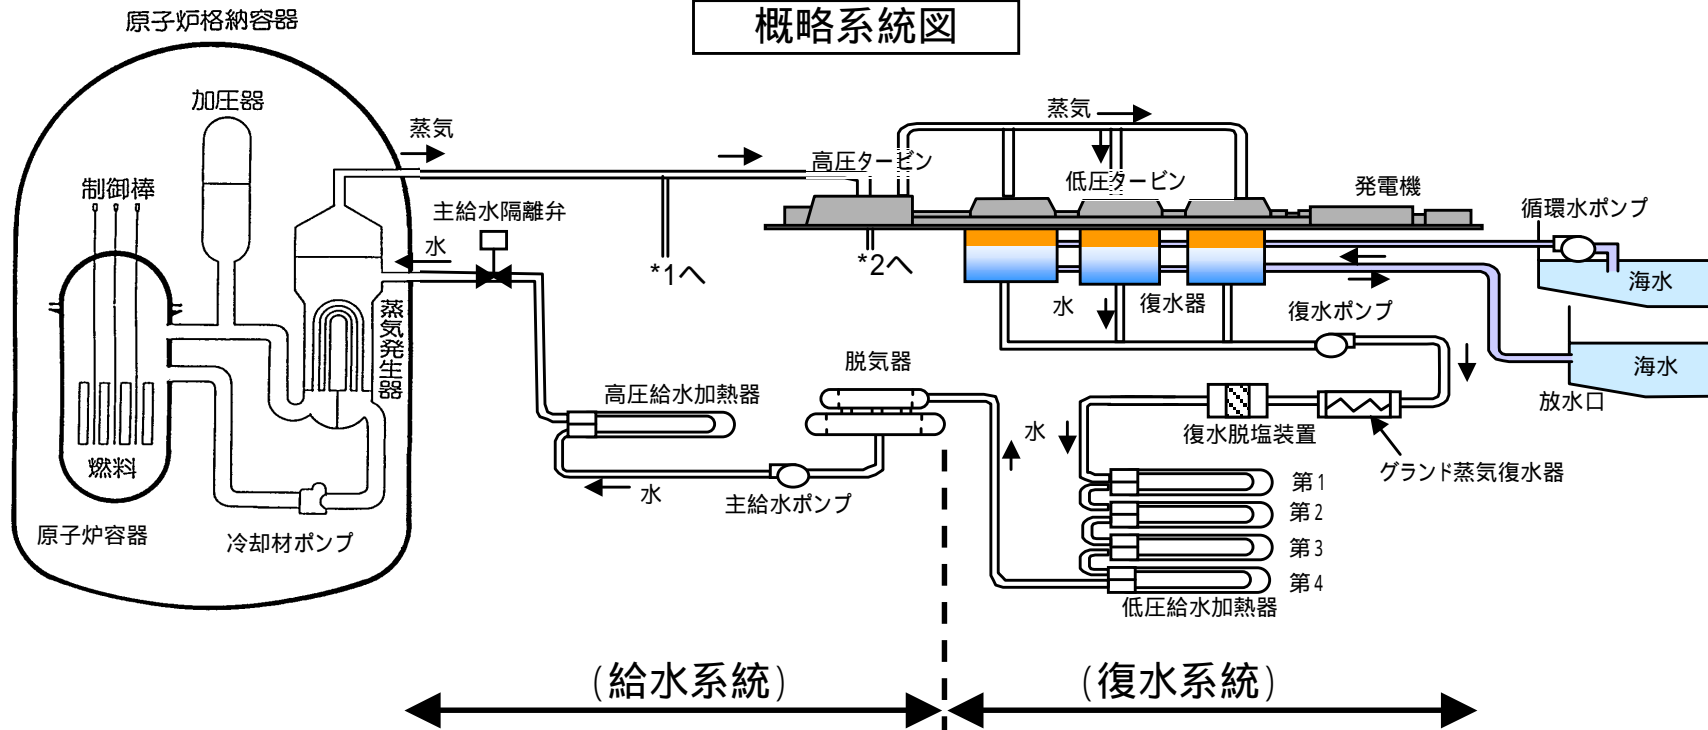 概略系統図
原子炉格納容器
加圧器
制御棒
蒸気
蒸気
高圧タービン
低圧タービン
発電機
循環水ポンプ
主給水隔離弁
水
*1へ
*2へ
海水
蒸気発生器
水
復水器
復水ポンプ
脱気器
海水
放水口
高圧給水加熱器
水
復水脱塩装置
グランド蒸気復水器
燃料
水
主給水ポンプ
第1
第2
第3
第4
原子炉容器
冷却材ポンプ
低圧給水加熱器
(給水系統)
(復水系統)